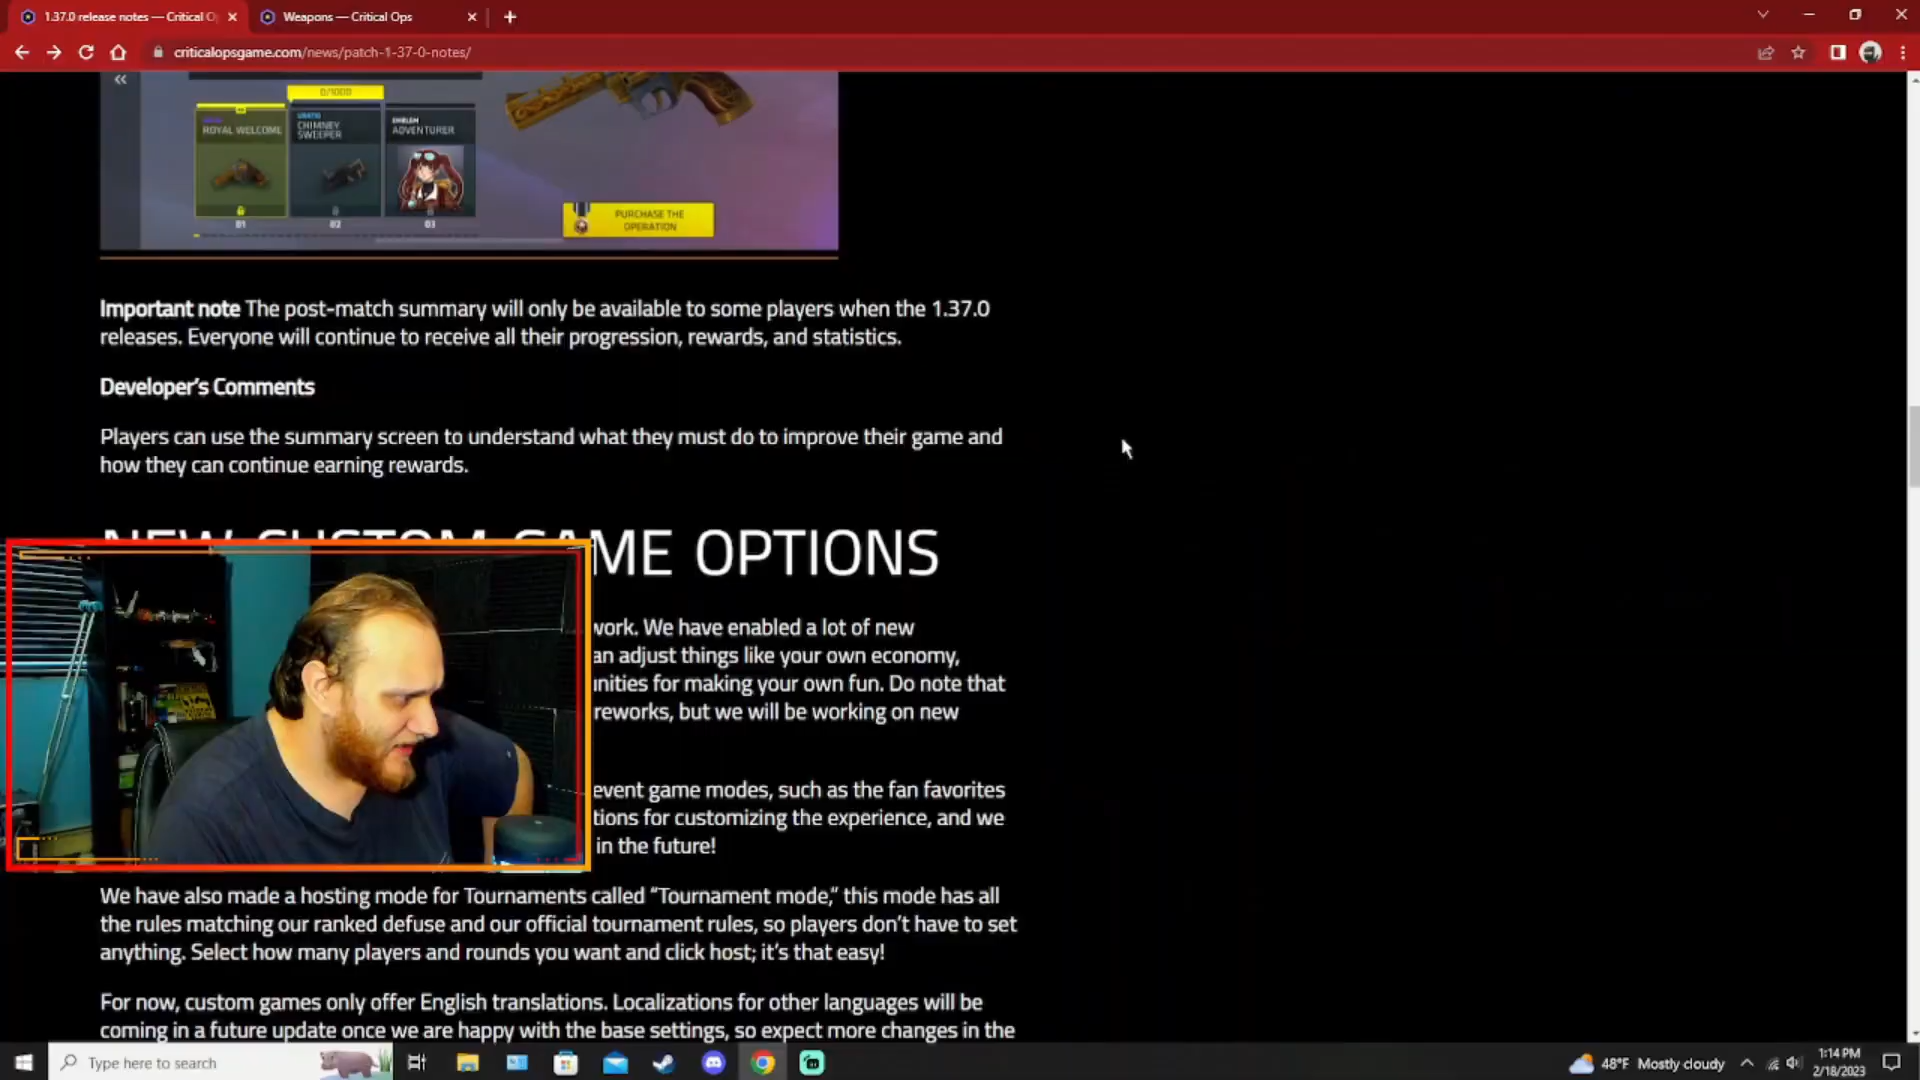 1.37.0 release notes — Critical O
Weapons — Critical Ops
criticalopsgame.com/news/patch-1-37-0-notes/
0/1000
ROYAL WELCOME
CHIMNEY
SWEEPER
EMBLEM
ADVENTURER
01
02
03
PURCHASE THE
OPERATION
Important note The post-match summary will only be available to some players when the 1.37.0
releases. Everyone will continue to receive all their progression, rewards, and statistics.
Developer's Comments
Players can use the summary screen to understand what they must do to improve their game and
how they can continue earning rewards.
NEW CUSTOM GAME OPTIONS
work. We have enabled a lot of new
an adjust things like your own economy,
nities for making your own fun. Do note that
reworks, but we will be working on new
event game modes, such as the fan favorites
tions for customizing the experience, and we
in the future!
We have also made a hosting mode for Tournaments called “Tournament mode,” this mode has all
the rules matching our ranked defuse and our official tournament rules, so players don’t have to set
anything. Select how many players and rounds you want and click host; it’s that easy!
For now, custom games only offer English translations. Localizations for other languages will be
coming in a future update once we are happy with the base settings, so expect more changes in the
Type here to search
48°F Mostly cloudy
1:14 PM
2/18/2023